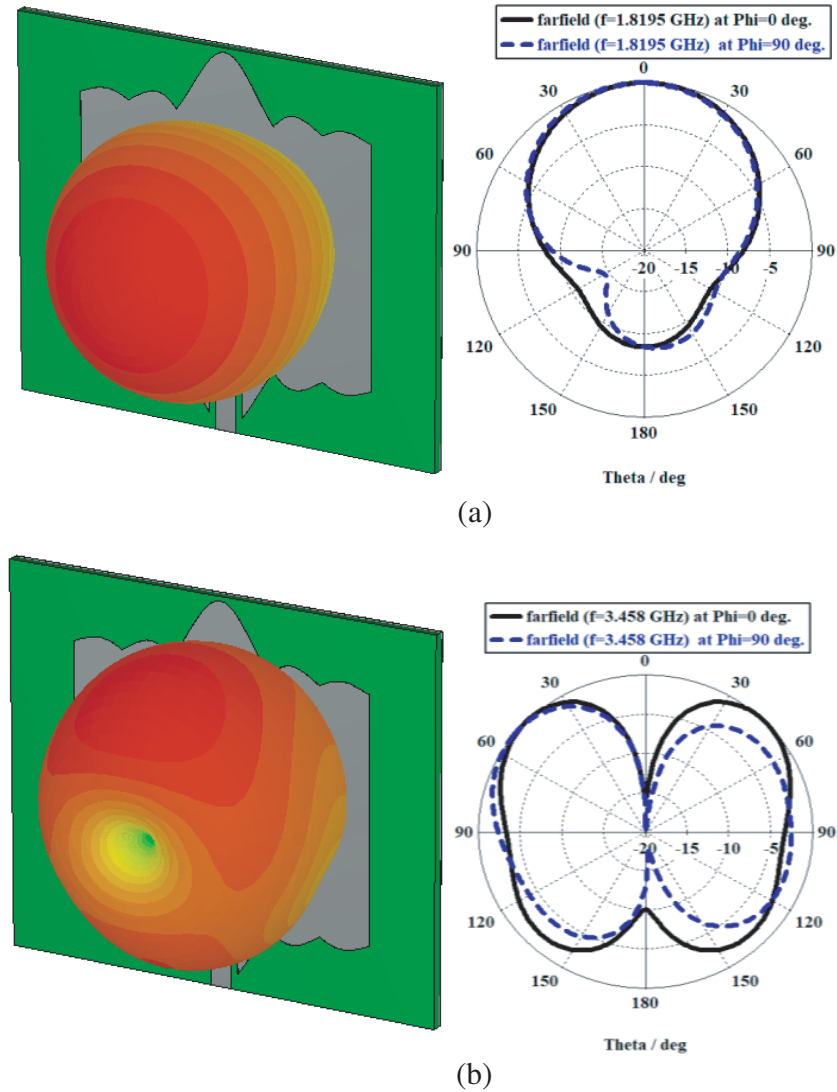 farfield (f=1.8195 GHz) at Phi=0 deg.
farfield (f=1.8195 GHz) at Phi=90 deg.
0
30 30
60 60
90 -20 -15 -10 -5 90
120 120
150 150
180
Theta / deg
(a)
farfield (f=3.458 GHz) at Phi=0 deg.
farfield (f=3.458 GHz) at Phi=90 deg.
0
30 30
60 60
90 -20 -15 -10 -5 90
120 120
150 150
180
Theta / deg
(b)